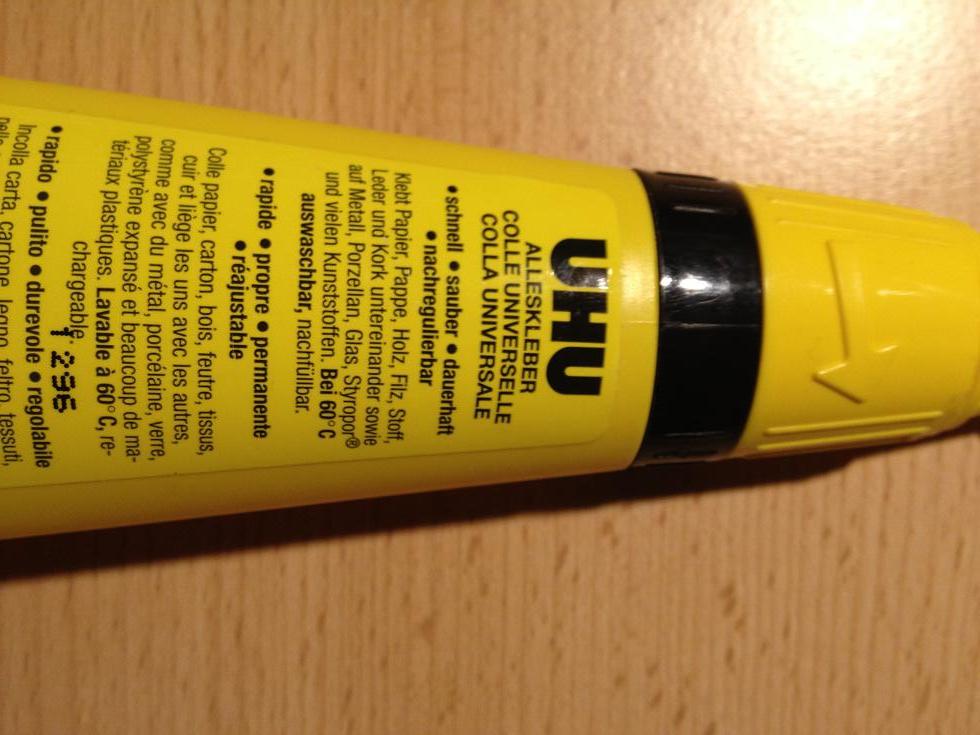 UHU
ALLESKLEBER
COLLE UNIVERSELLE
COLLA UNIVERSALE
• schnell • sauber • dauerhaft
• nachregulierbar
Klebt Papier, Pappe, Holz, Filz, Stoff,
Leder und Kork untereinander sowie
auf Metall, Porzellan, Glas, Styropor®
und vielen Kunststoffen. Bei 60°C
auswaschbar, nachfüllbar.
• rapide • propre • permanente
• réajustable
Colle papier, carton, bois, feutre, tissus,
cuir et liège les uns avec les autres,
comme avec du métal, porcélaine, verre,
polystyrène expansé et beaucoup de ma-
tériaux plastiques. Lavable à 60°C, re-
chargeable.
• rapido • pulito • durevole • regolabile
Incolla carta, cartone, legno, feltro, tessuti,